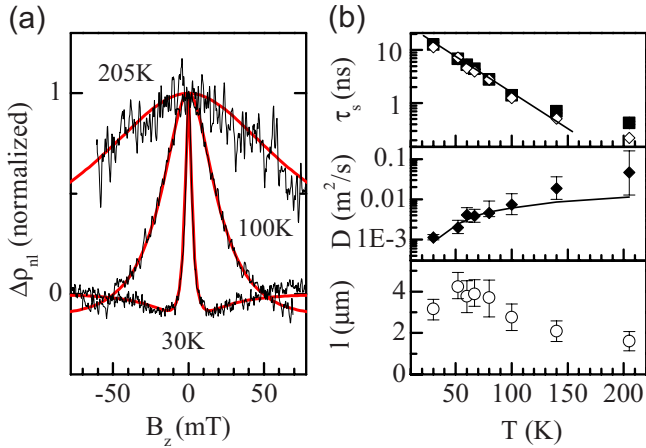 (a)
205K
100K
30K
1
0
Δρnl (normalized)
-50
0
50
Bz (mT)
(b)
10
1
τs (ns)
0.1
0.01
1E-3
D (m²/s)
4
2
0
l (μm)
0
50
100
150
200
T (K)